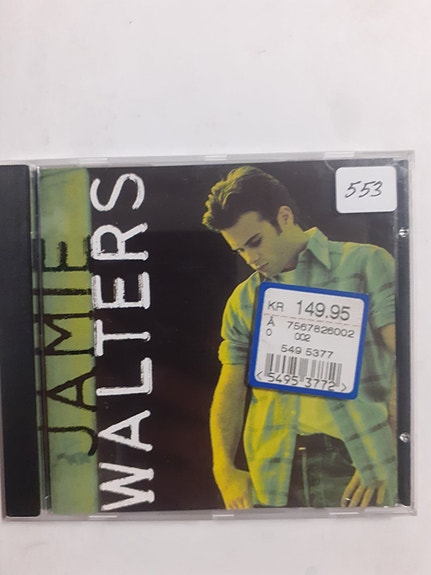 JAMIE
WALTERS
553
KR 149.95
A 7567826002
0 002
549 5377
<5495 3772<